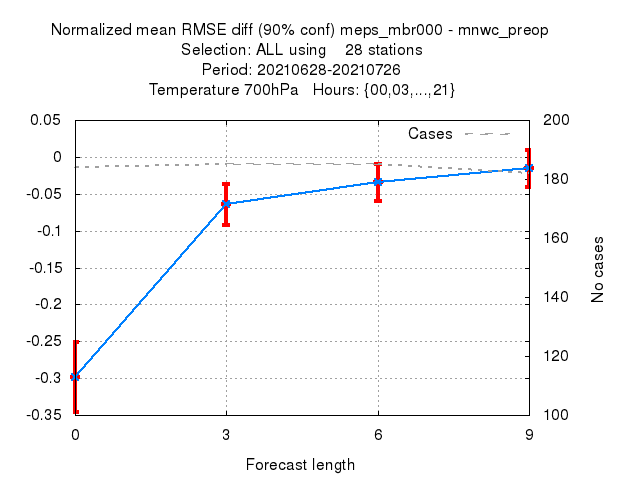 Normalized mean RMSE diff (90% conf) meps_mbr000 - mnwc_preop
Selection: ALL using 28 stations
Period: 20210628-20210726
Temperature 700hPa Hours: {00,03,...,21}
0.05
0
-0.05
-0.1
-0.15
-0.2
-0.25
-0.3
-0.35
Cases
200
180
160
140
120
100
No cases
0 3 6 9
Forecast length